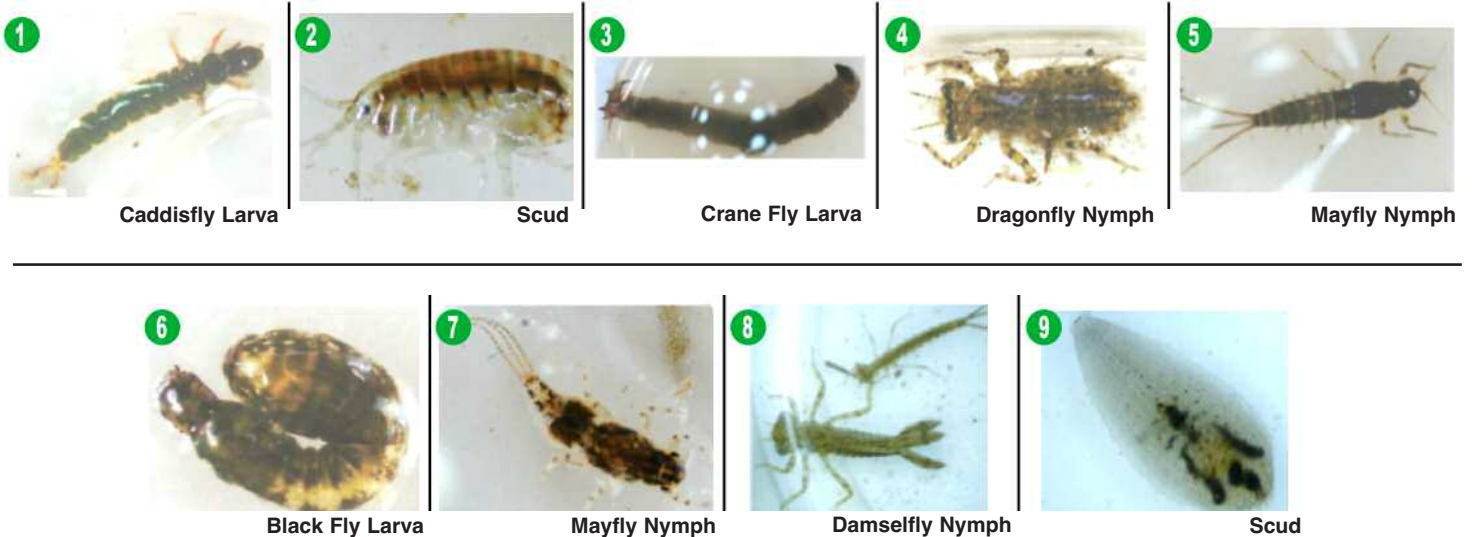 1
2
3
4
5
Caddisfly Larva
Scud
Crane Fly Larva
Dragonfly Nymph
Mayfly Nymph
6
7
8
9
Black Fly Larva
Mayfly Nymph
Damselfly Nymph
Scud